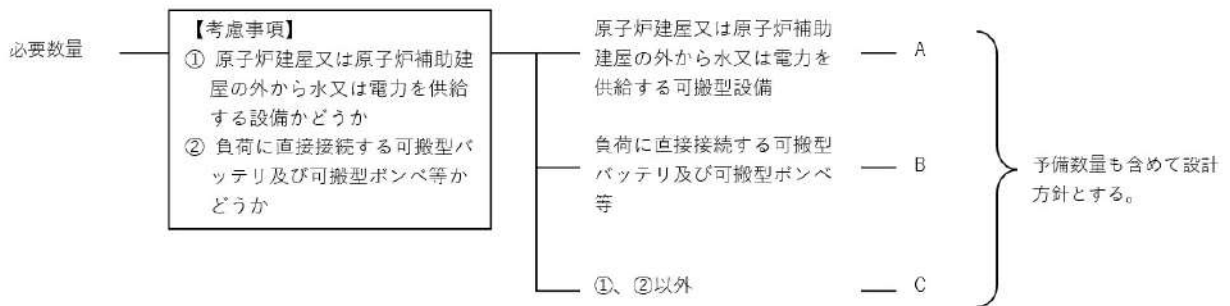 必要数量
【考慮事項】
① 原子炉建屋又は原子炉補助建
屋の外から水又は電力を供給
する設備かどうか
② 負荷に直接接続する可搬型バ
ッテリ及び可搬型ボンベ等か
どうか
原子炉建屋又は原子炉補助
建屋の外から水又は電力を
供給する可搬型設備
A
負荷に直接接続する可搬型
バッテリ及び可搬型ボンベ
等
B
①、②以外
C
予備数量も含めて設計
方針とする。